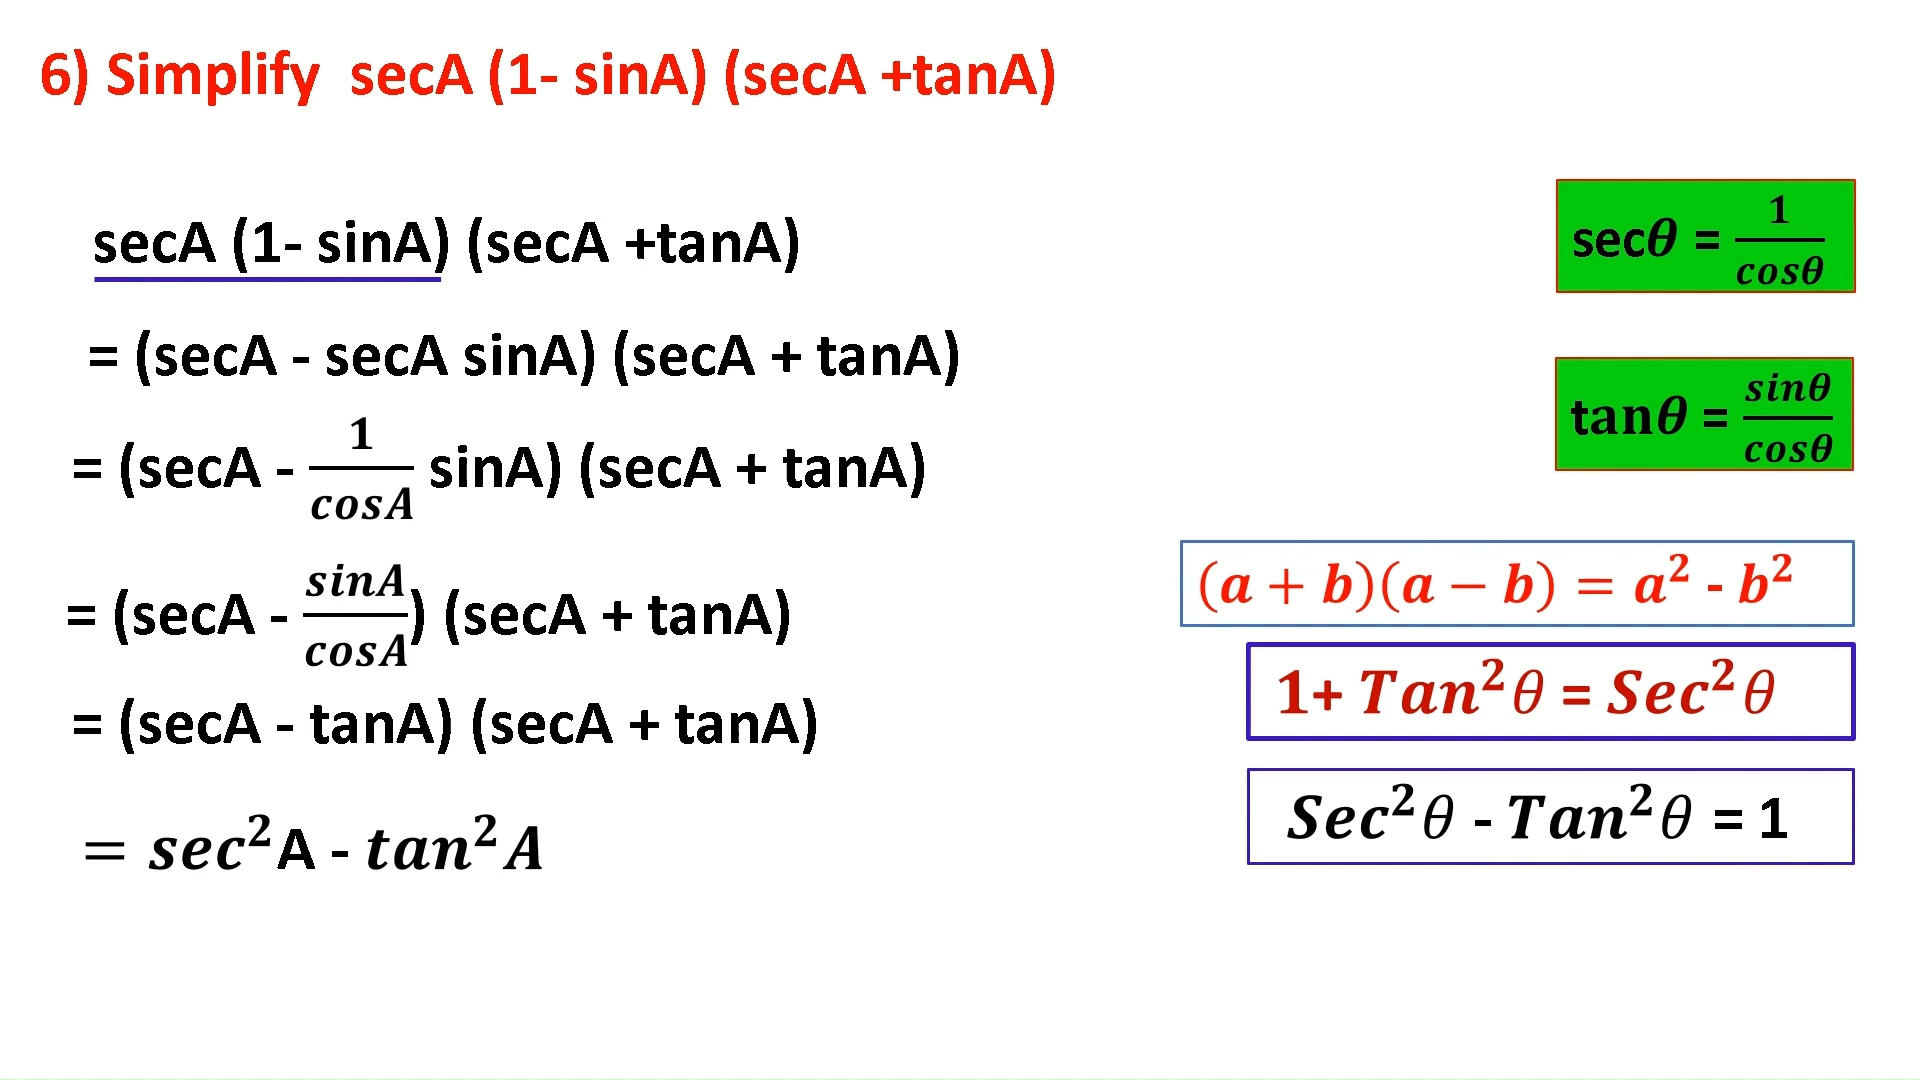 6) Simplify secA (1- sinA) (secA +tanA)
secA (1- sinA) (secA +tanA)
= (secA - secA sinA) (secA + tanA)
= (secA - 1/cosA sinA) (secA + tanA)
= (secA - sinA/cosA) (secA + tanA)
= (secA - tanA) (secA + tanA)
= sec²A - tan²A
secθ = 1/cosθ
tanθ = sinθ/cosθ
(a + b)(a − b) = a² - b²
1+ Tan²θ = Sec²θ
Sec²θ - Tan²θ = 1